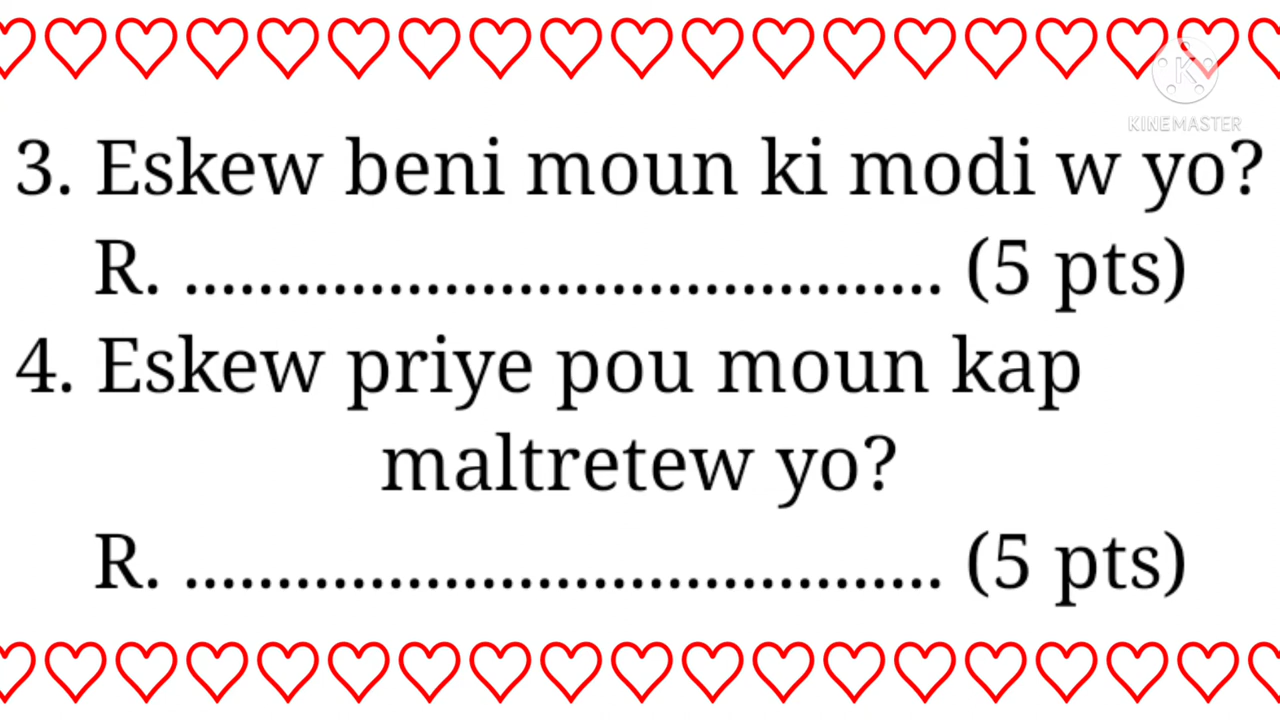 KINEMASTER
3. Eskew beni moun ki modi w yo?
R. ......................................... (5 pts)
4. Eskew priye pou moun kap
maltretew yo?
R. ......................................... (5 pts)